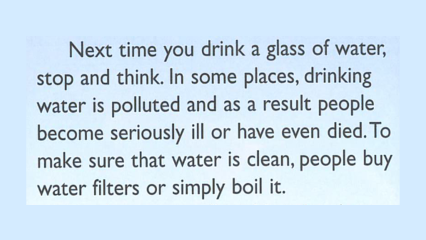 Next time you drink a glass of water,
stop and think. In some places, drinking
water is polluted and as a result people
become seriously ill or have even died. To
make sure that water is clean, people buy
water filters or simply boil it.